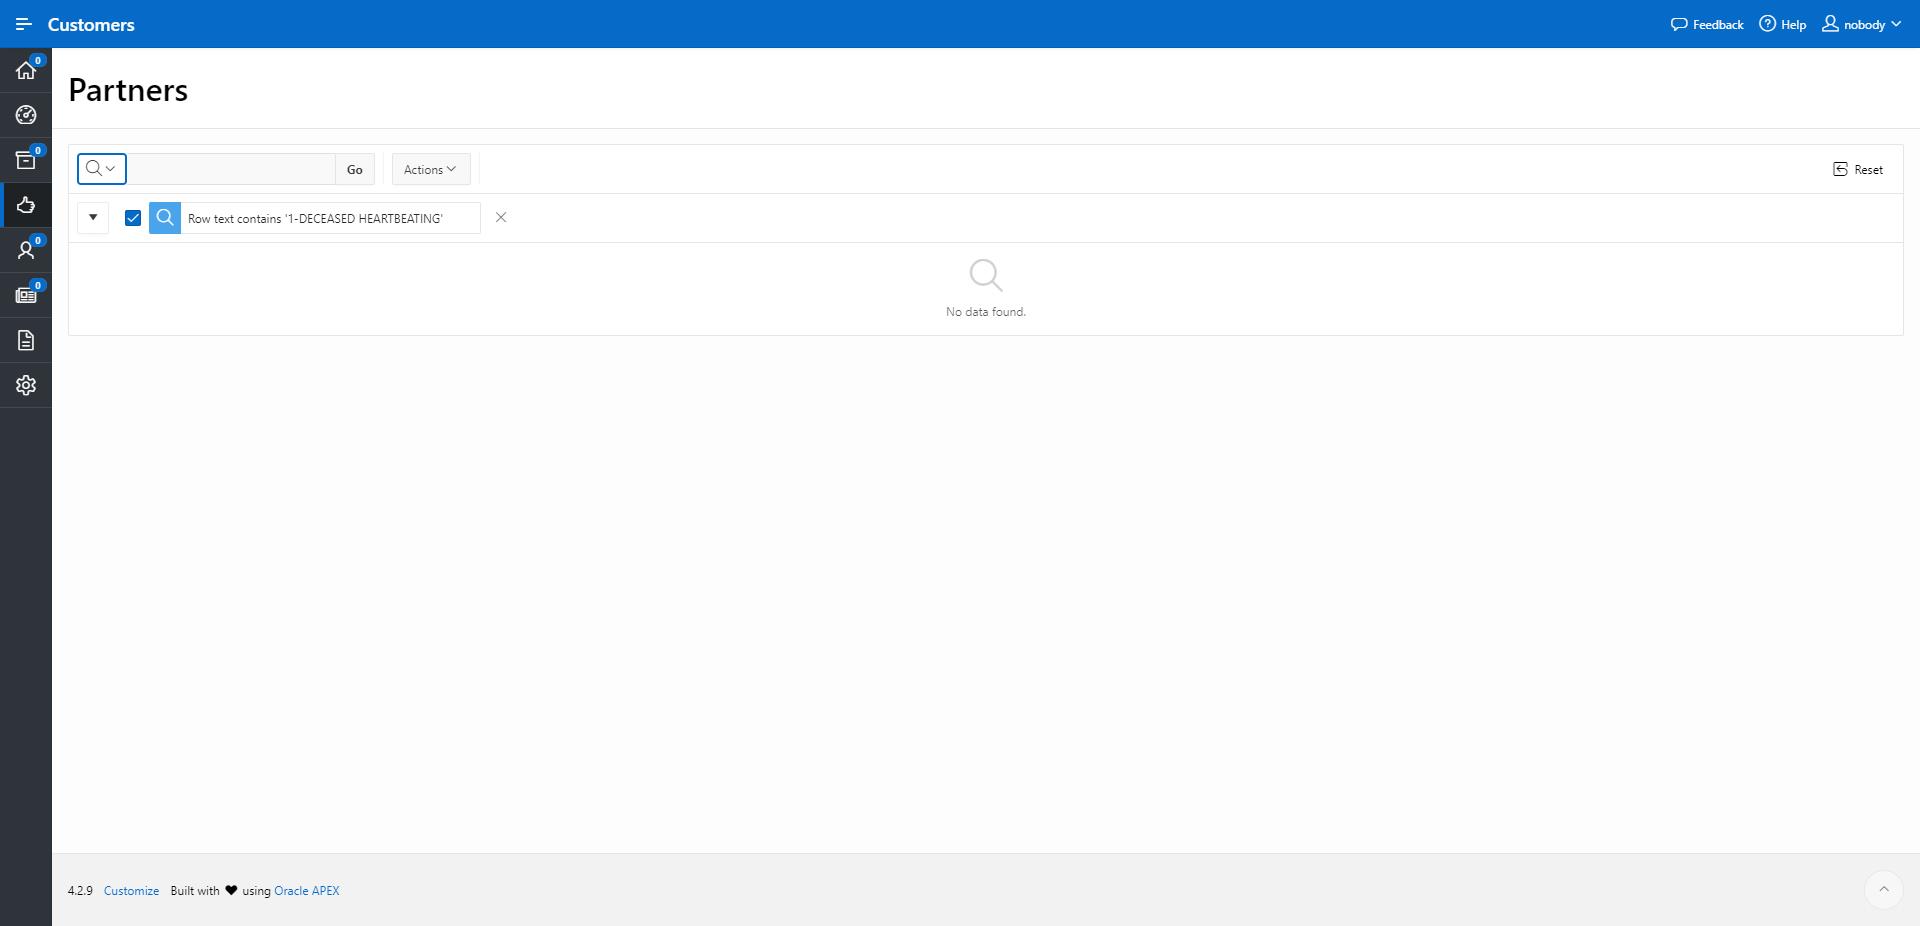 Customers
Feedback
Help
nobody
0
0
0
0
Partners
Go
Actions
Reset
Row text contains '1-DECEASED HEARTBEATING'
No data found.
4.2.9 Customize Built with ♥ using Oracle APEX